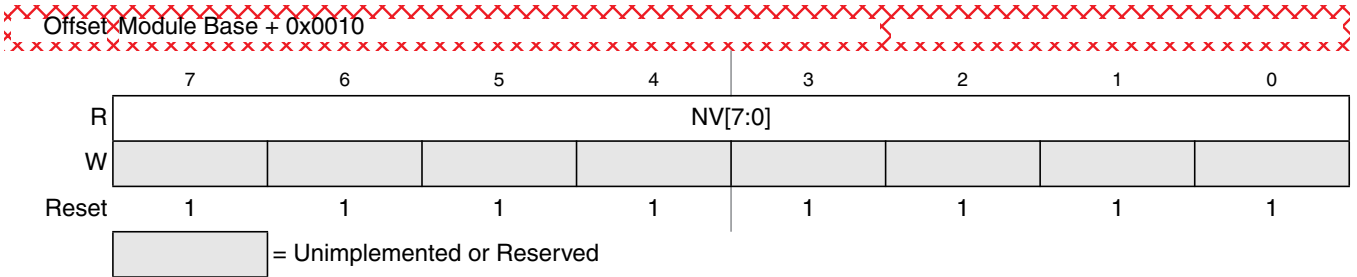 Offset Module Base + 0x0010
7 6 5 4 3 2 1 0
R NV[7:0]
W
Reset 1 1 1 1 1 1 1 1
= Unimplemented or Reserved